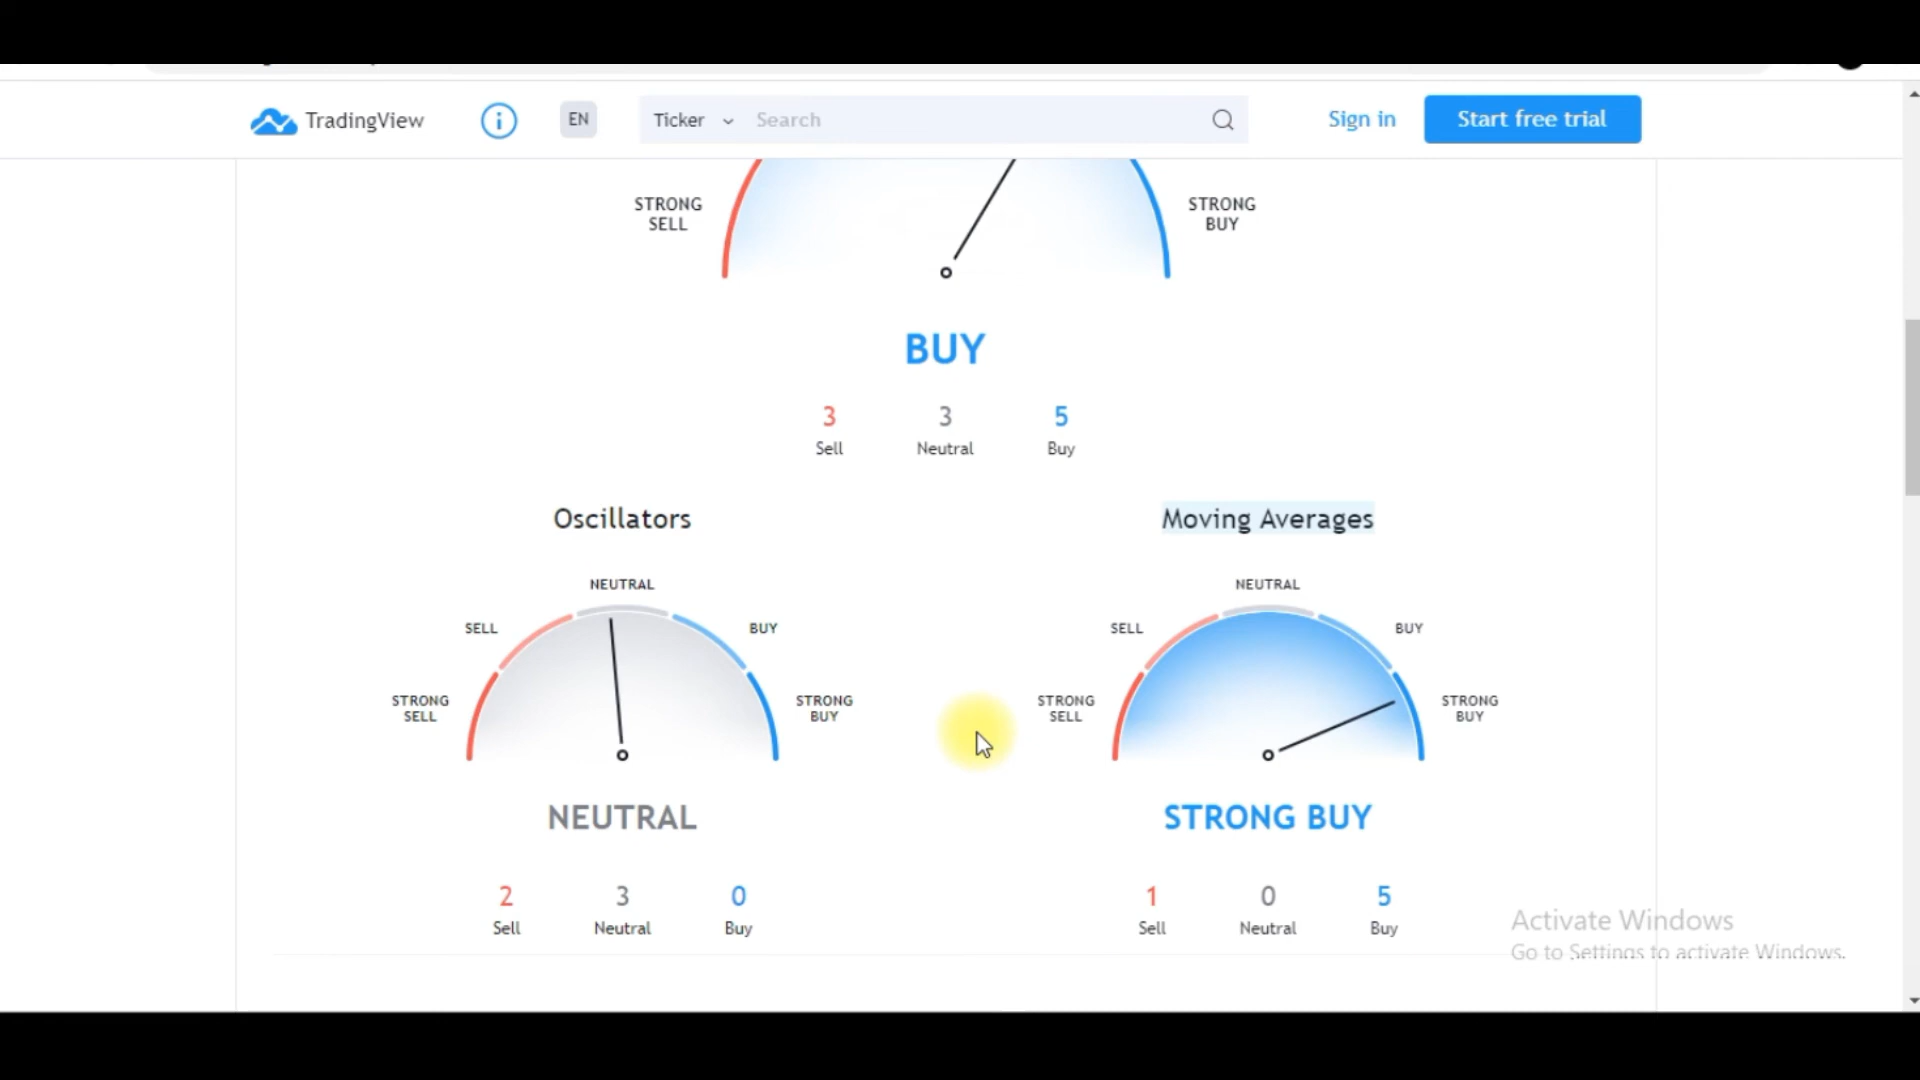 TradingView
EN
Ticker
Search
Sign in
Start free trial
STRONG
SELL
STRONG
BUY
BUY
3
3
5
Sell
Neutral
Buy
Oscillators
NEUTRAL
SELL
BUY
STRONG
SELL
STRONG
BUY
NEUTRAL
2
3
0
Sell
Neutral
Buy
Moving Averages
NEUTRAL
SELL
BUY
STRONG
SELL
STRONG
BUY
STRONG BUY
1
0
5
Sell
Neutral
Buy
Activate Windows
Go to Settings to activate Windows.